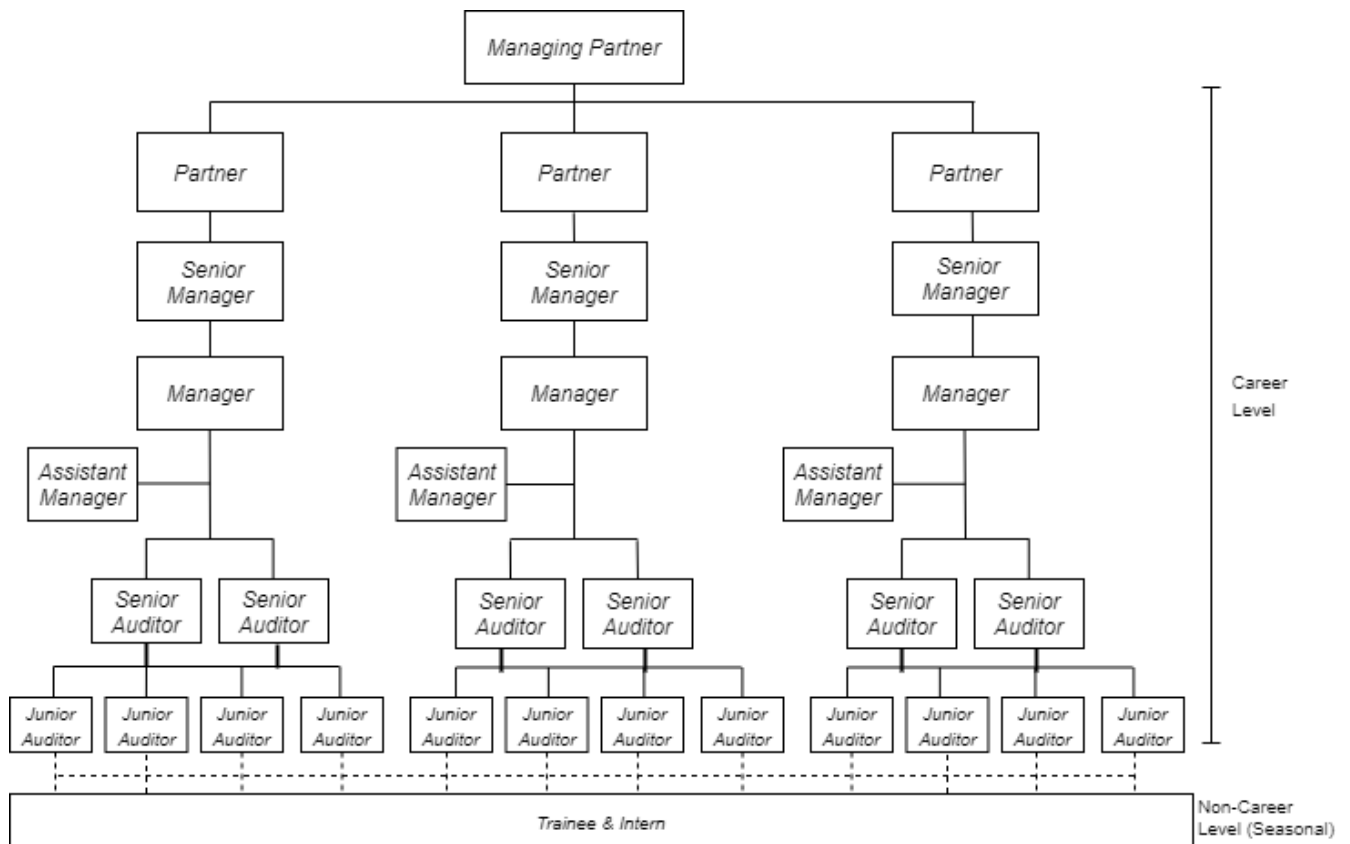 Managing Partner
Partner
Partner
Partner
Senior
Manager
Senior
Manager
Senior
Manager
Manager
Manager
Manager
Career
Level
Assistant
Manager
Assistant
Manager
Assistant
Manager
Senior
Auditor
Senior
Auditor
Senior
Auditor
Senior
Auditor
Senior
Auditor
Senior
Auditor
Junior
Auditor
Junior
Auditor
Junior
Auditor
Junior
Auditor
Junior
Auditor
Junior
Auditor
Junior
Auditor
Junior
Auditor
Junior
Auditor
Junior
Auditor
Junior
Auditor
Junior
Auditor
Trainee & Intern
Non-Career
Level (Seasonal)